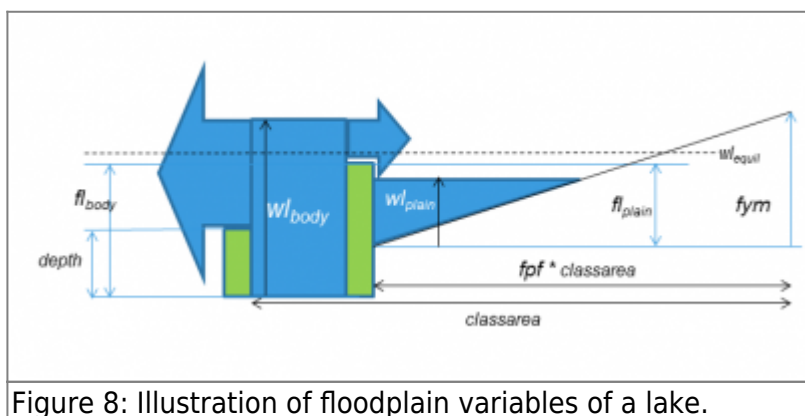 wl_equil
fl_body
wl_body
wl_plain
fl_plain
fym
depth
fpf * classarea
classarea
Figure 8: Illustration of floodplain variables of a lake.